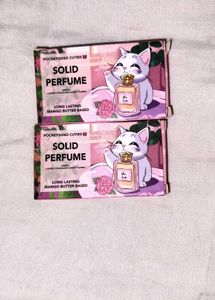 POCKETSIZED CUTIES
SOLID
PERFUME
LONG LASTING
MANGO BUTTER BASED
POCKETSIZED CUTIES
SOLID
PERFUME
LONG LASTING
MANGO BUTTER BASED